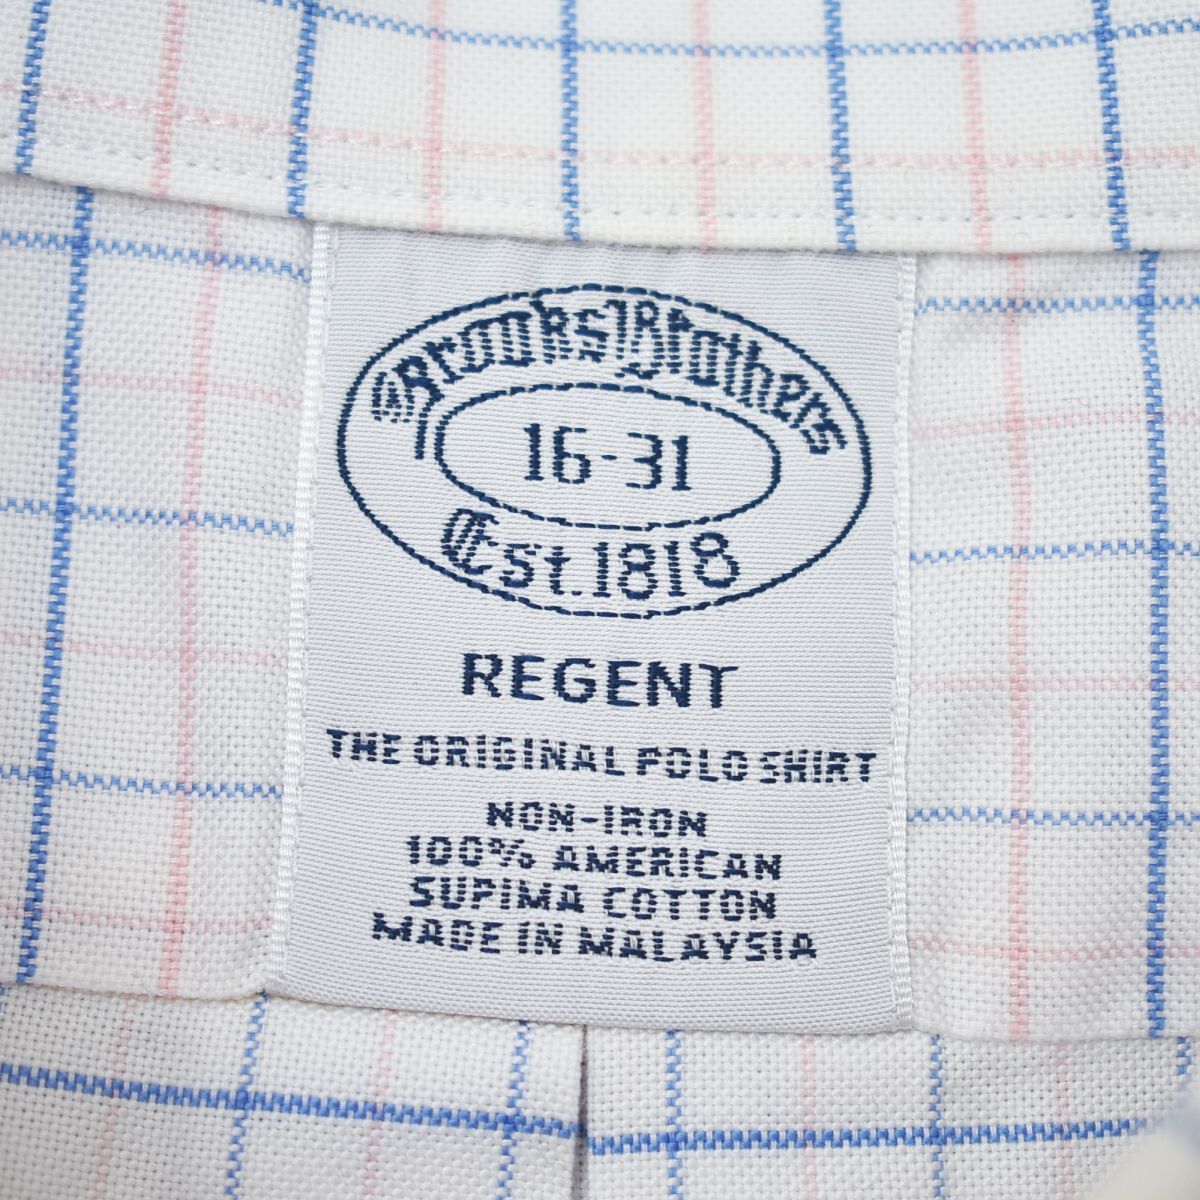 Brooks Brothers
16-31
Est. 1818
REGENT
THE ORIGINAL POLO SHIRT
NON-IRON
100% AMERICAN
SUPIMA COTTON
MADE IN MALAYSIA